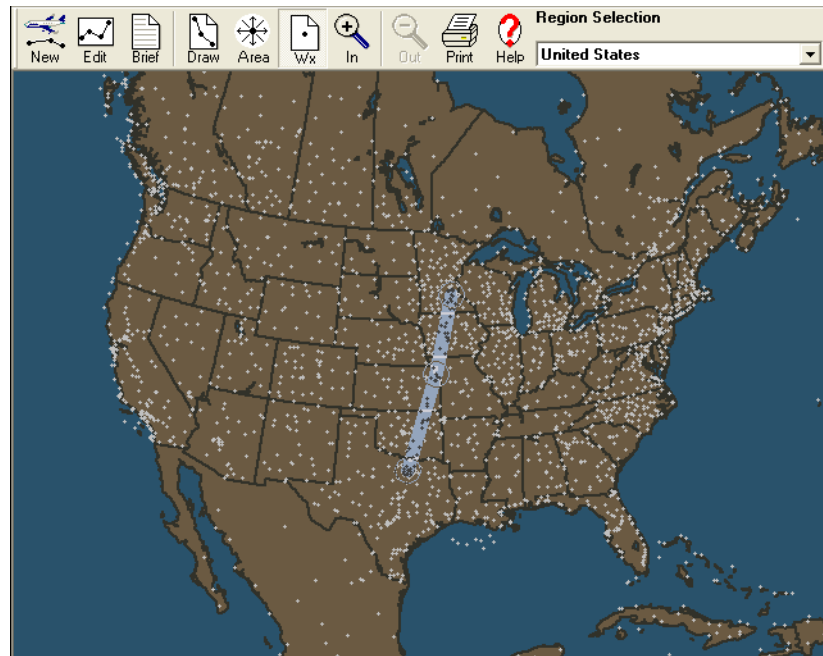 Region Selection
New Edit Brief Draw Area Wx In Out Print Help
United States